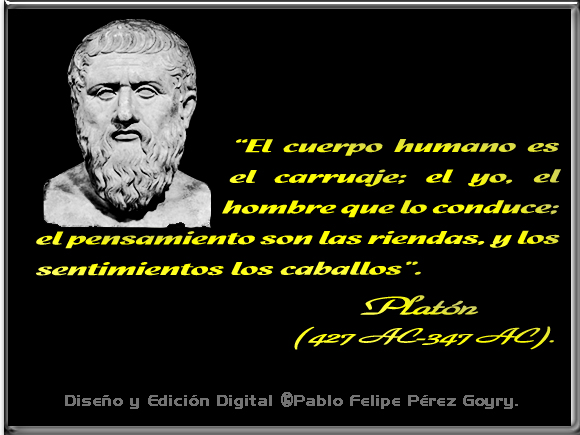 “El cuerpo humano es
el carruaje; el yo, el
hombre que lo conduce;
el pensamiento son las riendas, y los
sentimientos los caballos”.
Platón
(427 AC-347 AC).
Diseño y Edición Digital ©Pablo Felipe Pérez Goyry.